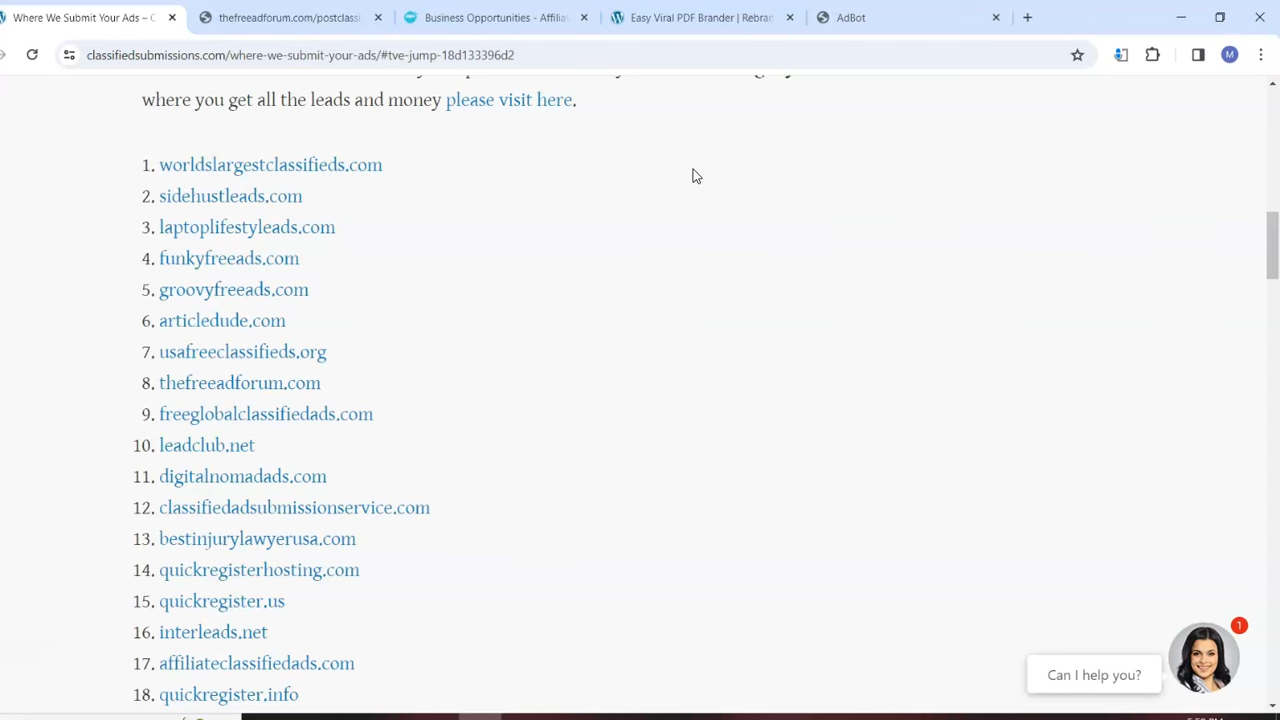 Where We Submit Your Ads – C
thefreeadforum.com/postclassi
Business Opportunities - Affiliat
Easy Viral PDF Brander | Rebran
AdBot
classifiedsubmissions.com/where-we-submit-your-ads/#tve-jump-18d133396d2
M
where you get all the leads and money please visit here.
1. worldslargestclassifieds.com
2. sidehustleads.com
3. laptoplifestyleads.com
4. funkyfreeads.com
5. groovyfreeads.com
6. articledude.com
7. usafreeclassifieds.org
8. thefreeadforum.com
9. freeglobalclassifiedads.com
10. leadclub.net
11. digitalnomadads.com
12. classifiedadsubmissionservice.com
13. bestinjurylawyerusa.com
14. quickregisterhosting.com
15. quickregister.us
16. interleads.net
17. affiliateclassifiedads.com
18. quickregister.info
1
Can I help you?